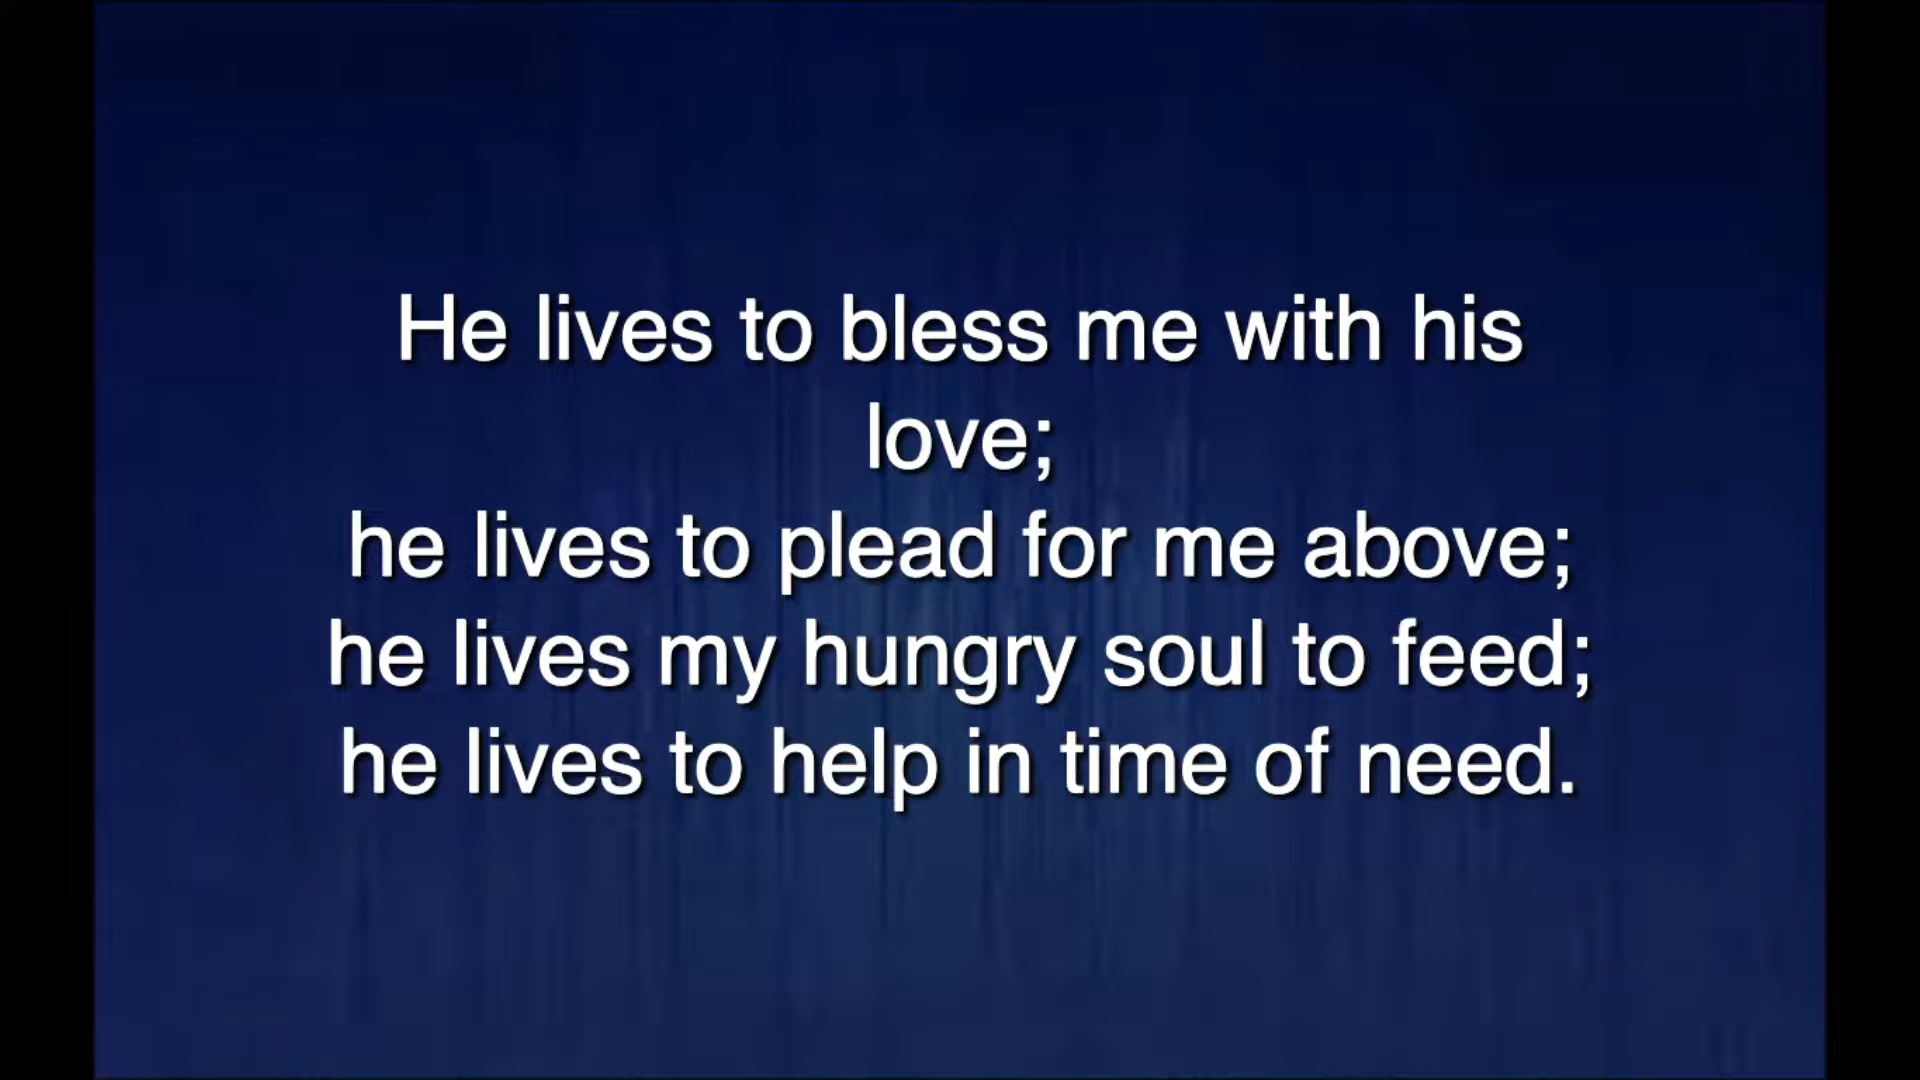 He lives to bless me with his
love;
he lives to plead for me above;
he lives my hungry soul to feed;
he lives to help in time of need.